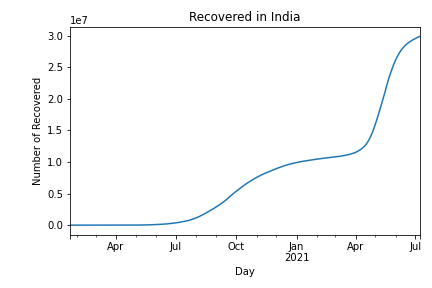 Recovered in India
1e7
3.0
2.5
2.0
1.5
1.0
0.5
0.0
Number of Recovered
Apr Jul Oct Jan Apr Jul
2021
Day